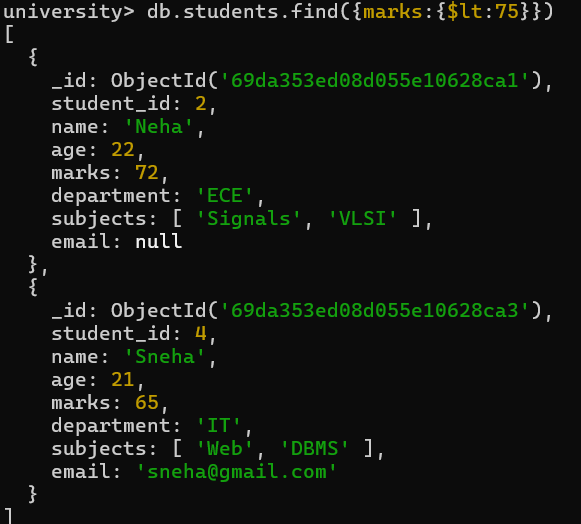 university> db.students.find({marks:{$lt:75}})
[
  {
    _id: ObjectId('69da353ed08d055e10628ca1'),
    student_id: 2,
    name: 'Neha',
    age: 22,
    marks: 72,
    department: 'ECE',
    subjects: [ 'Signals', 'VLSI' ],
    email: null
  },
  {
    _id: ObjectId('69da353ed08d055e10628ca3'),
    student_id: 4,
    name: 'Sneha',
    age: 21,
    marks: 65,
    department: 'IT',
    subjects: [ 'Web', 'DBMS' ],
    email: 'sneha@gmail.com'
  }
]